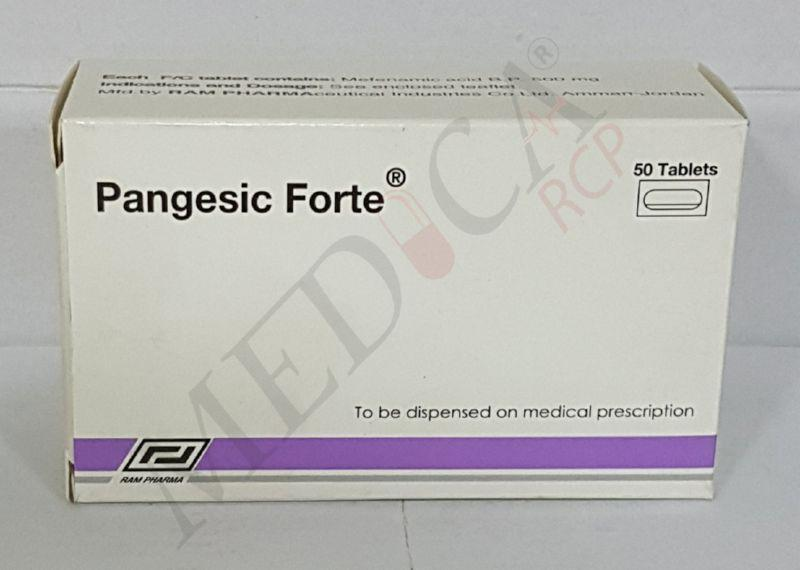 Each F/C tablet contains: Mefenamic acid B.P. 500 mg
Indications and Dosage: See enclosed leaflet
Mfd.by RAM PHARMAceutical Industries Co.Ltd. Amman-Jordan
Pangesic Forte®
50 Tablets
To be dispensed on medical prescription
RAM PHARMA
MEDICA®
RCP